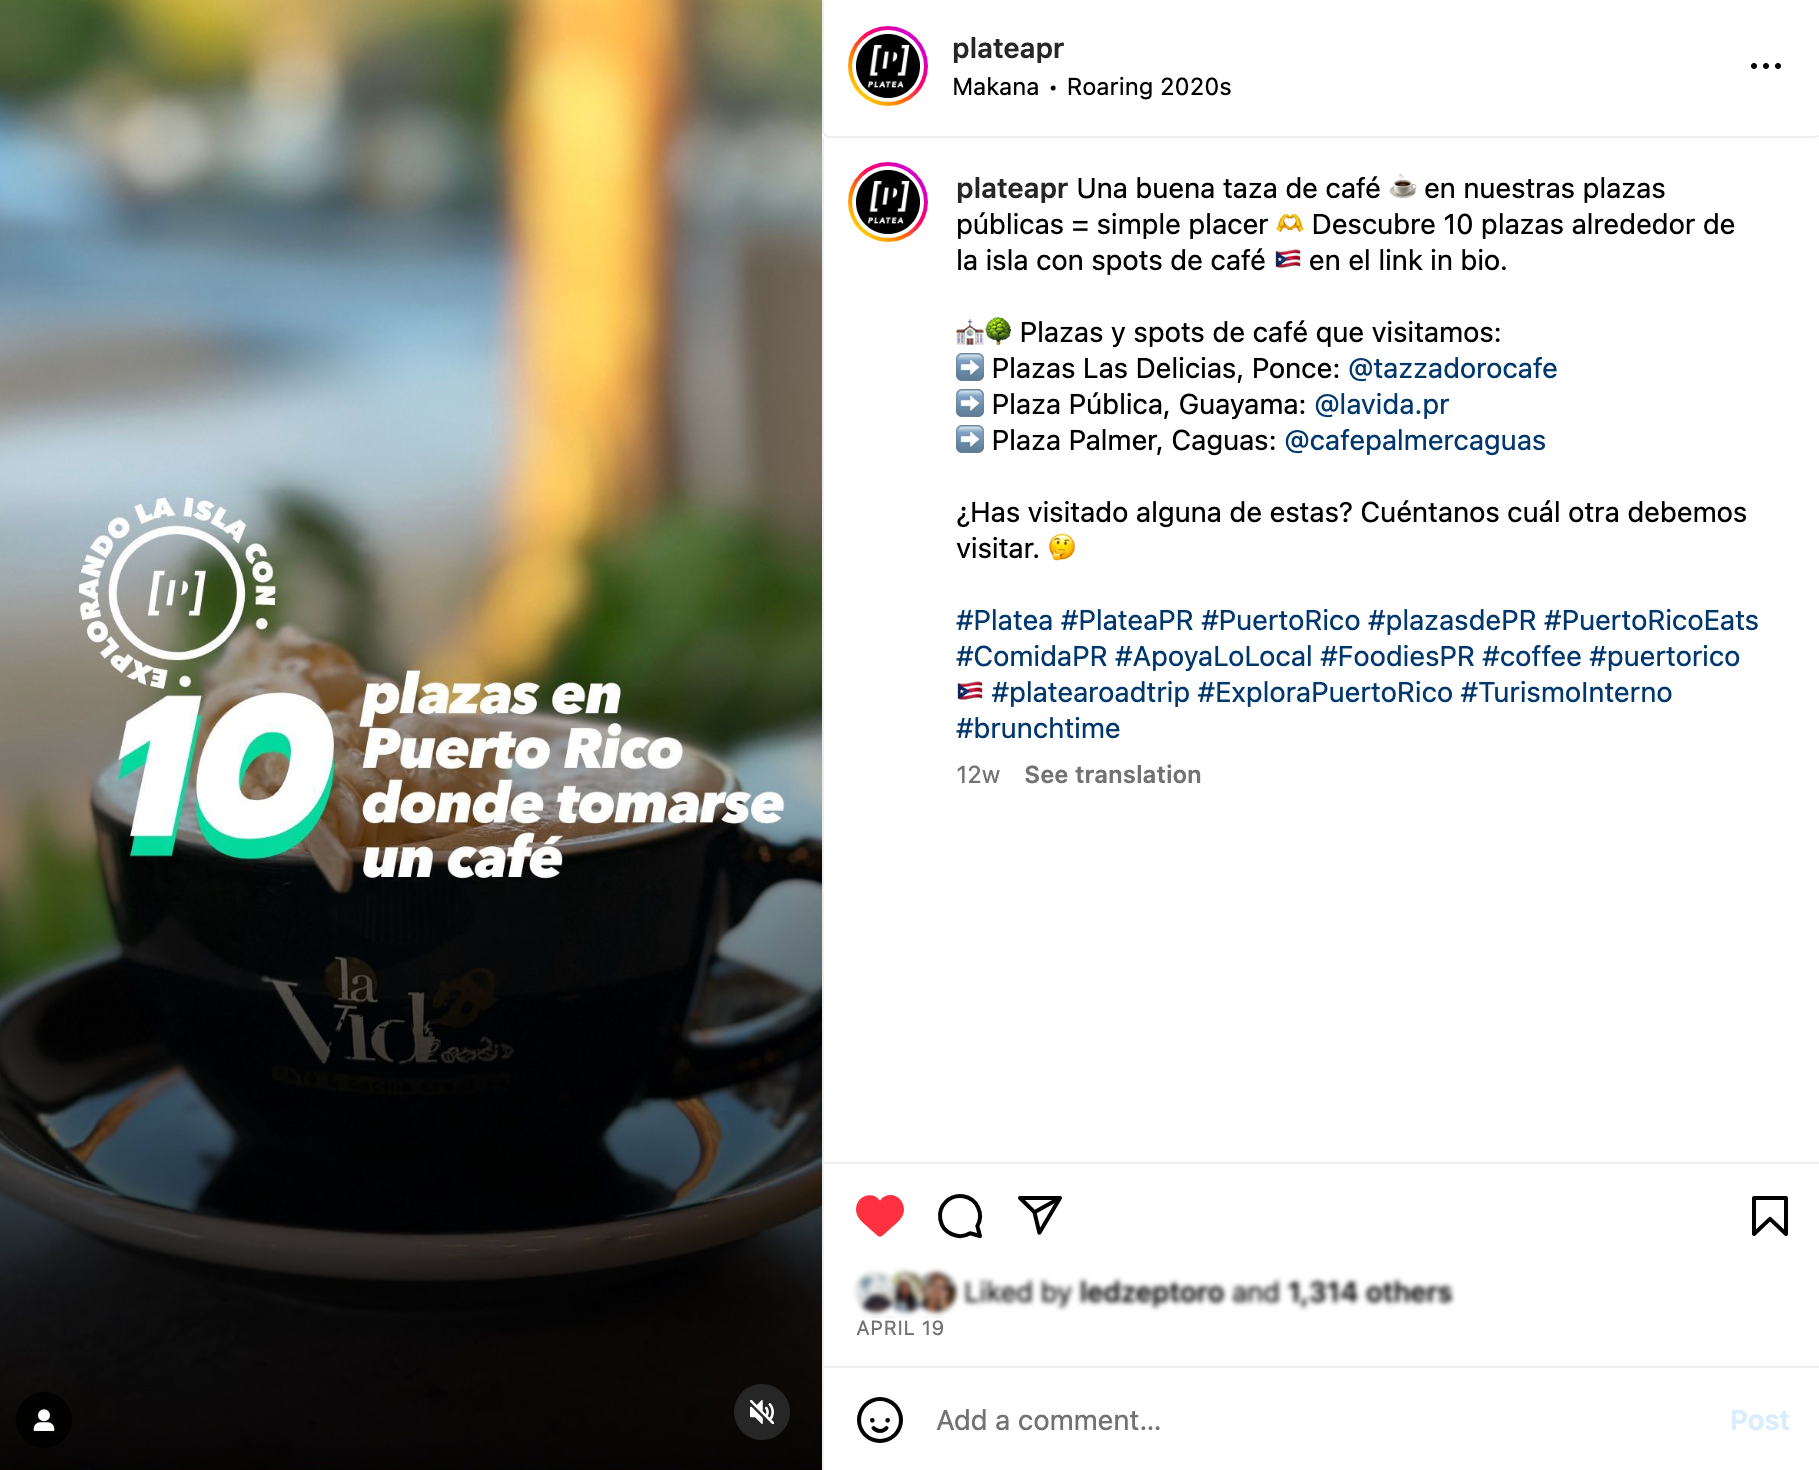 EXPLORANDO LA ISLA CON •
[P]
10
plazas en
Puerto Rico
donde tomarse
un café
la
Vida
[P]
PLATEA
plateapr
Makana • Roaring 2020s
[P]
PLATEA
plateapr Una buena taza de café ☕ en nuestras plazas
públicas = simple placer 🫶 Descubre 10 plazas alrededor de
la isla con spots de café 🇵🇷 en el link in bio.
⛪🌳 Plazas y spots de café que visitamos:
➡️ Plazas Las Delicias, Ponce: @tazzadorocafe
➡️ Plaza Pública, Guayama: @lavida.pr
➡️ Plaza Palmer, Caguas: @cafepalmercaguas
¿Has visitado alguna de estas? Cuéntanos cuál otra debemos
visitar. 🤔
#Platea #PlateaPR #PuertoRico #plazasdePR #PuertoRicoEats
#ComidaPR #ApoyaLoLocal #FoodiesPR #coffee #puertorico
🇵🇷 #platearoadtrip #ExploraPuertoRico #TurismoInterno
#brunchtime
12w See translation
Liked by ledzeptoro and 1,314 others
APRIL 19
Add a comment...
Post